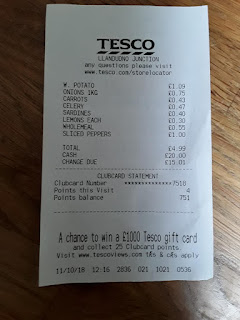 TESCO
LLANDUDNO JUNCTION
any questions please visit
www.tesco.com/storelocator
W. POTATO £1.09
ONIONS 1KG £0.75
CARROTS £0.43
CELERY £0.47
SARDINES £0.40
LEMONS EACH £0.30
WHOLEMEAL £0.55
SLICED PEPPERS £1.00
TOTAL £4.99
CASH £20.00
CHANGE DUE £15.01
CLUBCARD STATEMENT
Clubcard Number *************7518
Points this Visit 4
Points balance 751
A chance to win a £1000 Tesco gift card
and collect 25 Clubcard points.
Visit www.tescoviews.com t&s & c&s apply
11/10/18 12:16 2836 021 1021 0536